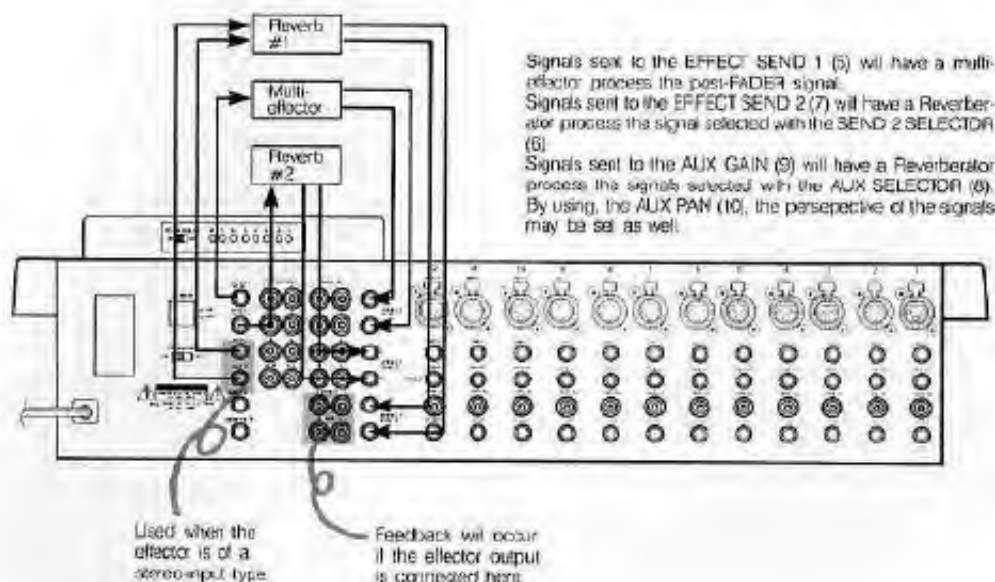 Reverb
#1
Multi-
effector
Reverb
#2
Signals sent to the EFFECT SEND 1 (5) will have a multi-
effector process the post-FADER signal.
Signals sent to the EFFECT SEND 2 (7) will have a Reverber-
ator process the signal selected with the SEND 2 SELECTOR
(6)
Signals sent to the AUX GAIN (9) will have a Reverberator
process the signals selected with the AUX SELECTOR (8).
By using, the AUX PAN (10), the persepective of the signals
may be set as well.
Used when the
effector is of a
stereo-input type
Feedback will occur
if the effector output
is connected here